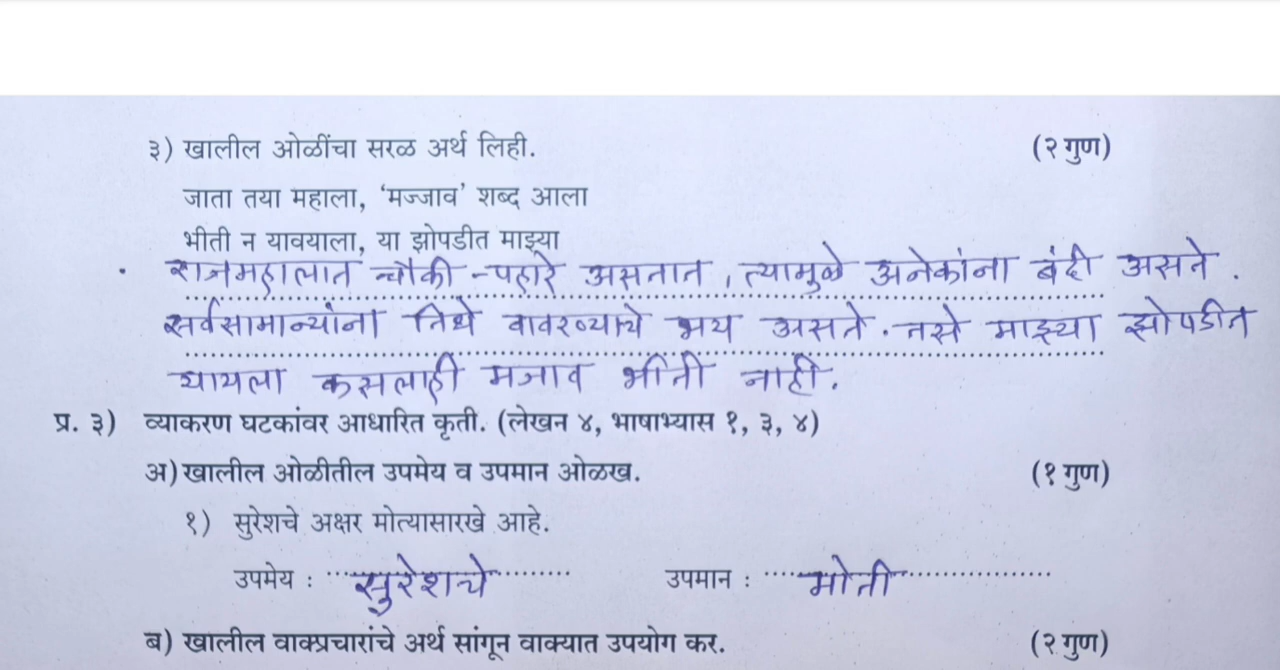 ३) खालील ओळींचा सरळ अर्थ लिही. (२ गुण)
जाता तया महाला, ‘मज्जाव’ शब्द आला
भीती न यावयाला, या झोपडीत माझ्या
राजमहालात चौकी-पहारे असतात, त्यामुळे अनेकांना बंदी असते.
सर्वसामान्यांना तिथे वावरण्याचे भय असते. तसे माझ्या झोपडीत
यायला कसलाही मजाव भीती नाही.
प्र. ३) व्याकरण घटकांवर आधारित कृती. (लेखन ४, भाषाभ्यास १, ३, ४)
अ) खालील ओळीतील उपमेय व उपमान ओळख. (१ गुण)
१) सुरेशचे अक्षर मोत्यासारखे आहे.
उपमेय : सुरेशचे उपमान : मोती
ब) खालील वाक्प्रचारांचे अर्थ सांगून वाक्यात उपयोग कर. (२ गुण)